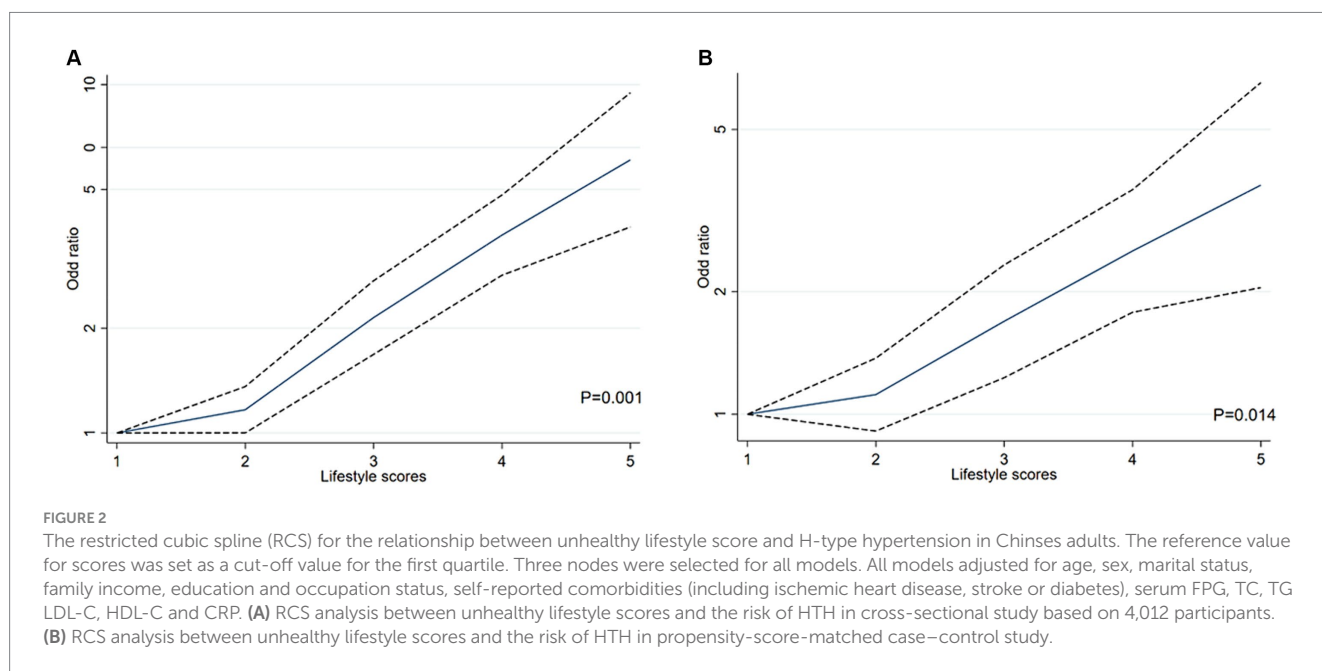 A
10
0
5
2
1
Odd ratio
P=0.001
1 2 3 4 5
Lifestyle scores
B
5
2
1
Odd ratio
P=0.014
1 2 3 4 5
Lifestyle scores
FIGURE 2
The restricted cubic spline (RCS) for the relationship between unhealthy lifestyle score and H-type hypertension in Chinses adults. The reference value
for scores was set as a cut-off value for the first quartile. Three nodes were selected for all models. All models adjusted for age, sex, marital status,
family income, education and occupation status, self-reported comorbidities (including ischemic heart disease, stroke or diabetes), serum FPG, TC, TG
LDL-C, HDL-C and CRP. (A) RCS analysis between unhealthy lifestyle scores and the risk of HTH in cross-sectional study based on 4,012 participants.
(B) RCS analysis between unhealthy lifestyle scores and the risk of HTH in propensity-score-matched case–control study.